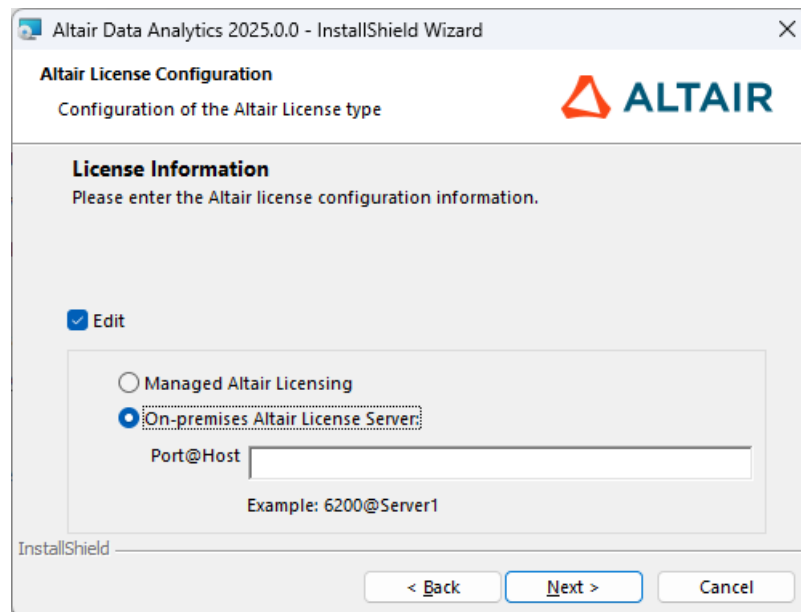 Altair Data Analytics 2025.0.0 - InstallShield Wizard
Altair License Configuration
Configuration of the Altair License type
ALTAIR
License Information
Please enter the Altair license configuration information.
Edit
Managed Altair Licensing
On-premises Altair License Server:
Port@Host
Example: 6200@Server1
InstallShield
< Back
Next >
Cancel